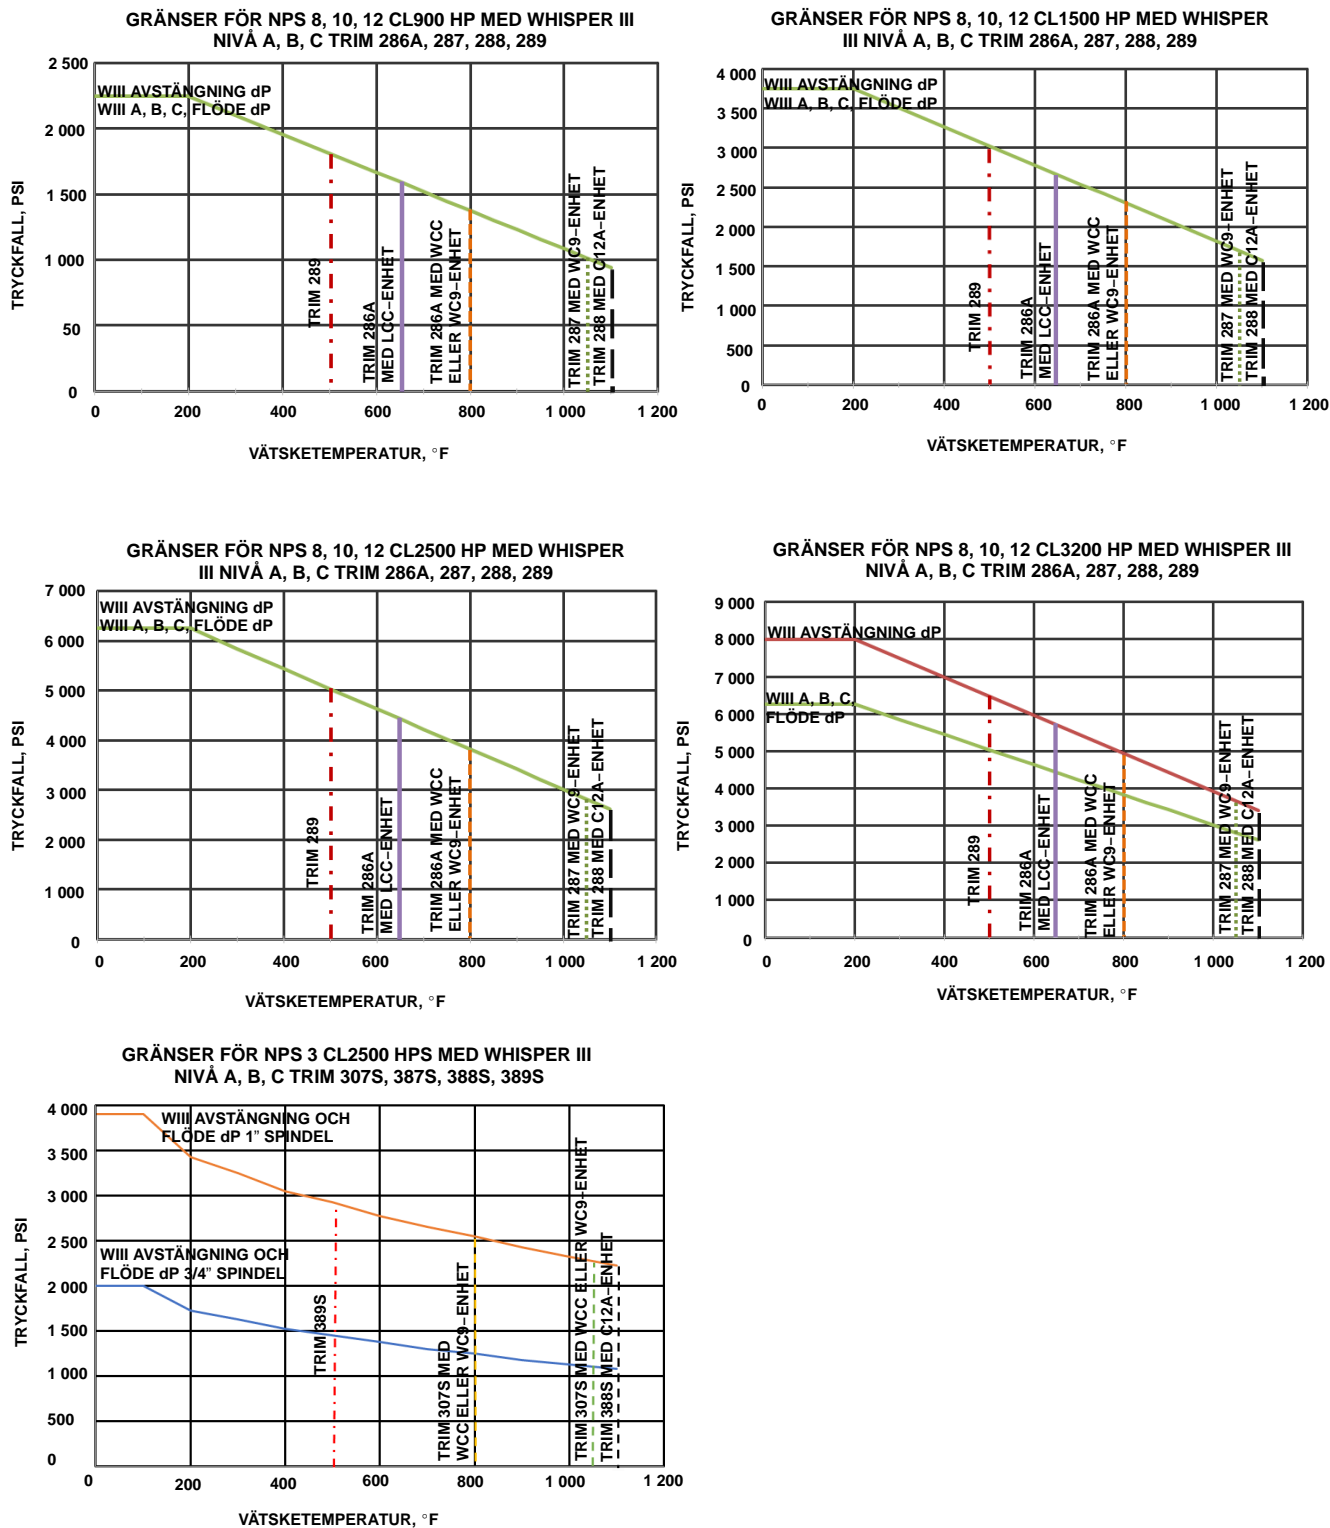 GRÄNSER FÖR NPS 8, 10, 12 CL900 HP MED WHISPER III
NIVÅ A, B, C TRIM 286A, 287, 288, 289
TRYCKFALL, PSI
2 500
2 000
1 500
1 000
50
0
WIII AVSTÄNGNING dP
WIII A, B, C, FLÖDE dP
TRIM 289
TRIM 286A
MED LCC–ENHET
TRIM 286A MED WCC
ELLER WC9–ENHET
TRIM 287 MED WC9–ENHET
TRIM 288 MED C12A–ENHET
0 200 400 600 800 1 000 1 200
VÄTSKETEMPERATUR, °F
GRÄNSER FÖR NPS 8, 10, 12 CL1500 HP MED WHISPER
III NIVÅ A, B, C TRIM 286A, 287, 288, 289
TRYCKFALL, PSI
4 000
3 500
3 000
2 500
2 000
1 500
1 000
500
0
WIII AVSTÄNGNING dP
WIII A, B, C, FLÖDE dP
TRIM 289
TRIM 286A
MED LCC–ENHET
TRIM 286A MED WCC
ELLER WC9–ENHET
TRIM 287 MED WC9–ENHET
TRIM 288 MED C12A–ENHET
0 200 400 600 800 1 000 1 200
VÄTSKETEMPERATUR, °F
GRÄNSER FÖR NPS 8, 10, 12 CL2500 HP MED WHISPER
III NIVÅ A, B, C TRIM 286A, 287, 288, 289
TRYCKFALL, PSI
7 000
6 000
5 000
4 000
3 000
2 000
1 000
0
WIII AVSTÄNGNING dP
WIII A, B, C, FLÖDE dP
TRIM 289
TRIM 286A
MED LCC–ENHET
TRIM 286A MED WCC
ELLER WC9–ENHET
TRIM 287 MED WC9–ENHET
TRIM 288 MED C12A–ENHET
0 200 400 600 800 1 000 1 200
VÄTSKETEMPERATUR, °F
GRÄNSER FÖR NPS 8, 10, 12 CL3200 HP MED WHISPER III
NIVÅ A, B, C TRIM 286A, 287, 288, 289
TRYCKFALL, PSI
9 000
8 000
7 000
6 000
5 000
4 000
3 000
2 000
1 000
0
WIII AVSTÄNGNING dP
WIII A, B, C,
FLÖDE dP
TRIM 289
TRIM 286A
MED LCC–ENHET
TRIM 286A MED WCC
ELLER WC9–ENHET
TRIM 287 MED WC9–ENHET
TRIM 288 MED C12A–ENHET
0 200 400 600 800 1 000 1 200
VÄTSKETEMPERATUR, °F
GRÄNSER FÖR NPS 3 CL2500 HPS MED WHISPER III
NIVÅ A, B, C TRIM 307S, 387S, 388S, 389S
TRYCKFALL, PSI
4 000
3 500
3 000
2 500
2 000
1 500
1 000
500
0
WIII AVSTÄNGNING OCH
FLÖDE dP 1” SPINDEL
WIII AVSTÄNGNING OCH
FLÖDE dP 3/4” SPINDEL
TRIM 389S
TRIM 307S MED
WCC ELLER WC9–ENHET
TRIM 307S MED WCC ELLER WC9–ENHET
TRIM 388S MED C12A–ENHET
0 200 400 600 800 1 000 1 200
VÄTSKETEMPERATUR, °F